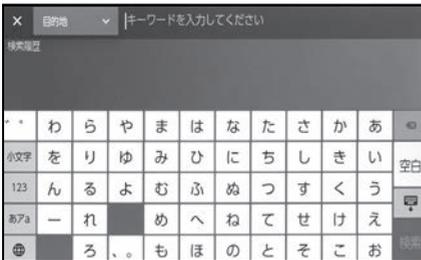 × 目的地 キーワードを入力してください
検索履歴
゛゜ わ ら や ま は な た さ か あ
小文字 を り ゆ み ひ に ち し き い 空白
123 ん る よ む ふ ぬ つ す く う
あアa ー れ め へ ね て せ け え
ろ 、。 も ほ の と そ こ お 検索